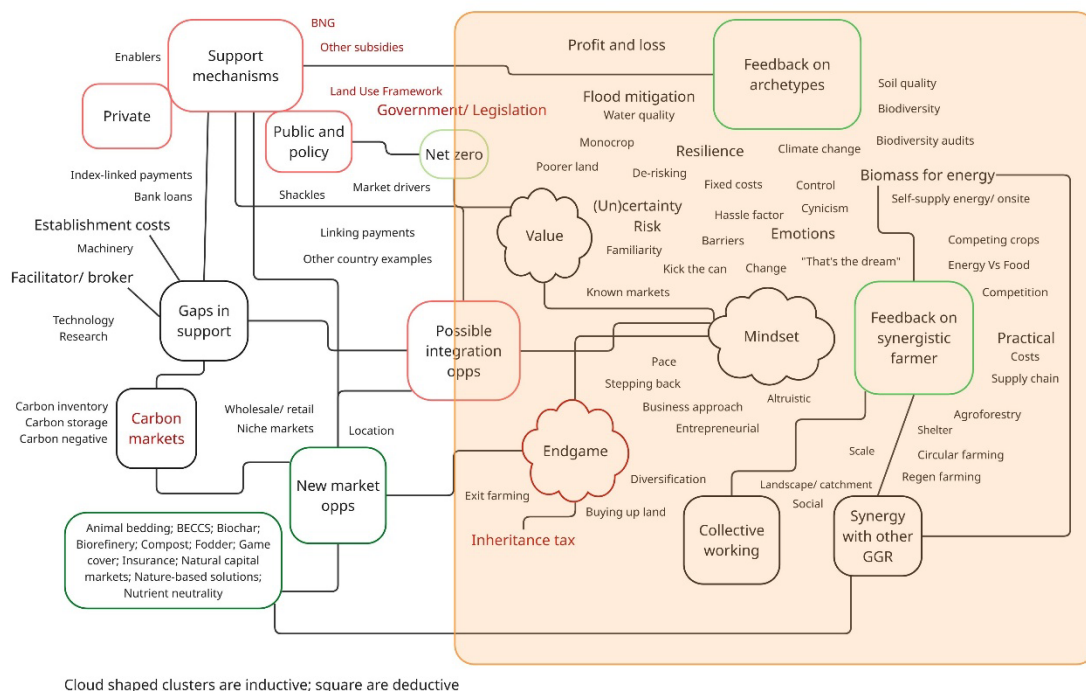 BNG
Other subsidies
Enablers
Support
mechanisms
Profit and loss
Feedback on
archetypes
Private
Land Use Framework
Government/ Legislation
Public and
policy
Net zero
Flood mitigation
Water quality
Soil quality
Biodiversity
Biodiversity audits
Monocrop
Resilience
Climate change
Poorer land
De-risking
Fixed costs
Control
Biomass for energy
Self-supply energy/ onsite
Index-linked payments
Bank loans
Shackles
Market drivers
Value
(Un)certainty
Risk
Familiarity
Hassle factor
Cynicism
Barriers
Emotions
Kick the can
Change
"That's the dream"
Competing crops
Energy Vs Food
Competition
Establishment costs
Machinery
Facilitator/ broker
Linking payments
Other country examples
Known markets
Technology
Research
Gaps in
support
Possible
integration
opps
Mindset
Feedback on
synergistic
farmer
Practical
Costs
Supply chain
Pace
Stepping back
Altruistic
Business approach
Entrepreneurial
Carbon inventory
Carbon storage
Carbon negative
Carbon
markets
Wholesale/ retail
Niche markets
Location
Endgame
Agroforestry
Shelter
Scale
Circular farming
Regen farming
New market
opps
Exit farming
Diversification
Buying up land
Landscape/ catchment
Social
Inheritance tax
Collective
working
Synergy
with other
GGR
Animal bedding; BECCS; Biochar;
Biorefinery; Compost; Fodder; Game
cover; Insurance; Natural capital
markets; Nature-based solutions;
Nutrient neutrality
Cloud shaped clusters are inductive; square are deductive